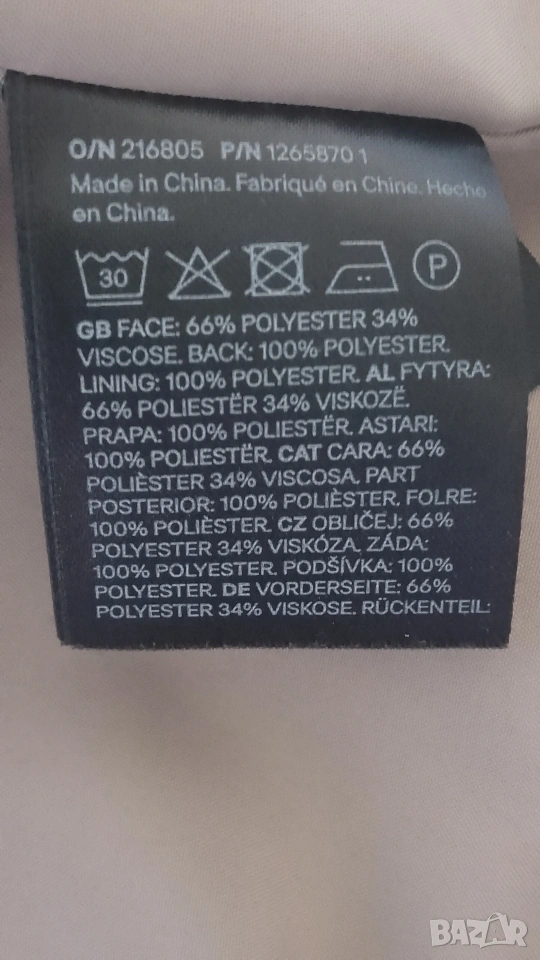 O/N 216805 P/N 1265870 1
Made in China. Fabriqué en Chine. Hecho
en China.
30
P
GB FACE: 66% POLYESTER 34%
VISCOSE. BACK: 100% POLYESTER.
LINING: 100% POLYESTER. AL FYTYRA:
66% POLIESTËR 34% VISKOZË.
PRAPA: 100% POLIESTËR. ASTARI:
100% POLIESTËR. CAT CARA: 66%
POLIÈSTER 34% VISCOSA. PART
POSTERIOR: 100% POLIÈSTER. FOLRE:
100% POLIÈSTER. CZ OBLIČEJ: 66%
POLYESTER 34% VISKÓZA. ZÁDA:
100% POLYESTER. PODŠÍVKA: 100%
POLYESTER. DE VORDERSEITE: 66%
POLYESTER 34% VISKOSE. RÜCKENTEIL:
BAZAR